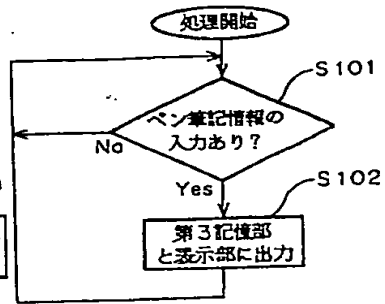 処理開始
S101
ペン筆記情報の
入力あり？
No
Yes
S102
第3記憶部
と表示部に出力